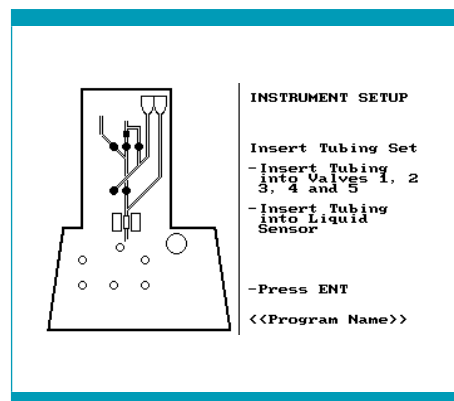 INSTRUMENT SETUP
Insert Tubing Set
-Insert Tubing
into Valves 1, 2
3, 4 and 5
-Insert Tubing
into Liquid
Sensor
-Press ENT
<<Program Name>>